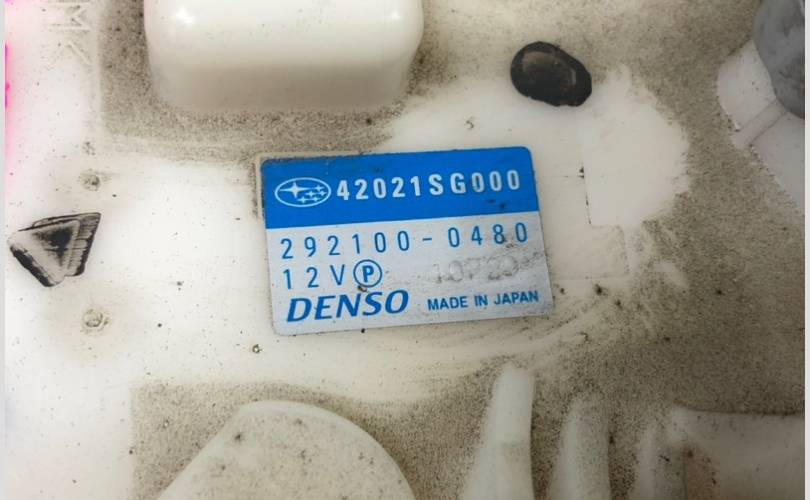 42021SG000
292100-0480
12V Ⓟ
DENSO MADE IN JAPAN